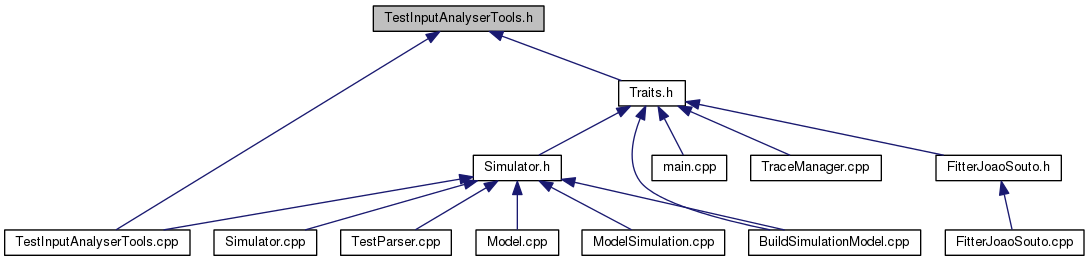 TestInputAnalyserTools.h
Traits.h
Simulator.h
main.cpp
TraceManager.cpp
FitterJoaoSouto.h
TestInputAnalyserTools.cpp
Simulator.cpp
TestParser.cpp
Model.cpp
ModelSimulation.cpp
BuildSimulationModel.cpp
FitterJoaoSouto.cpp